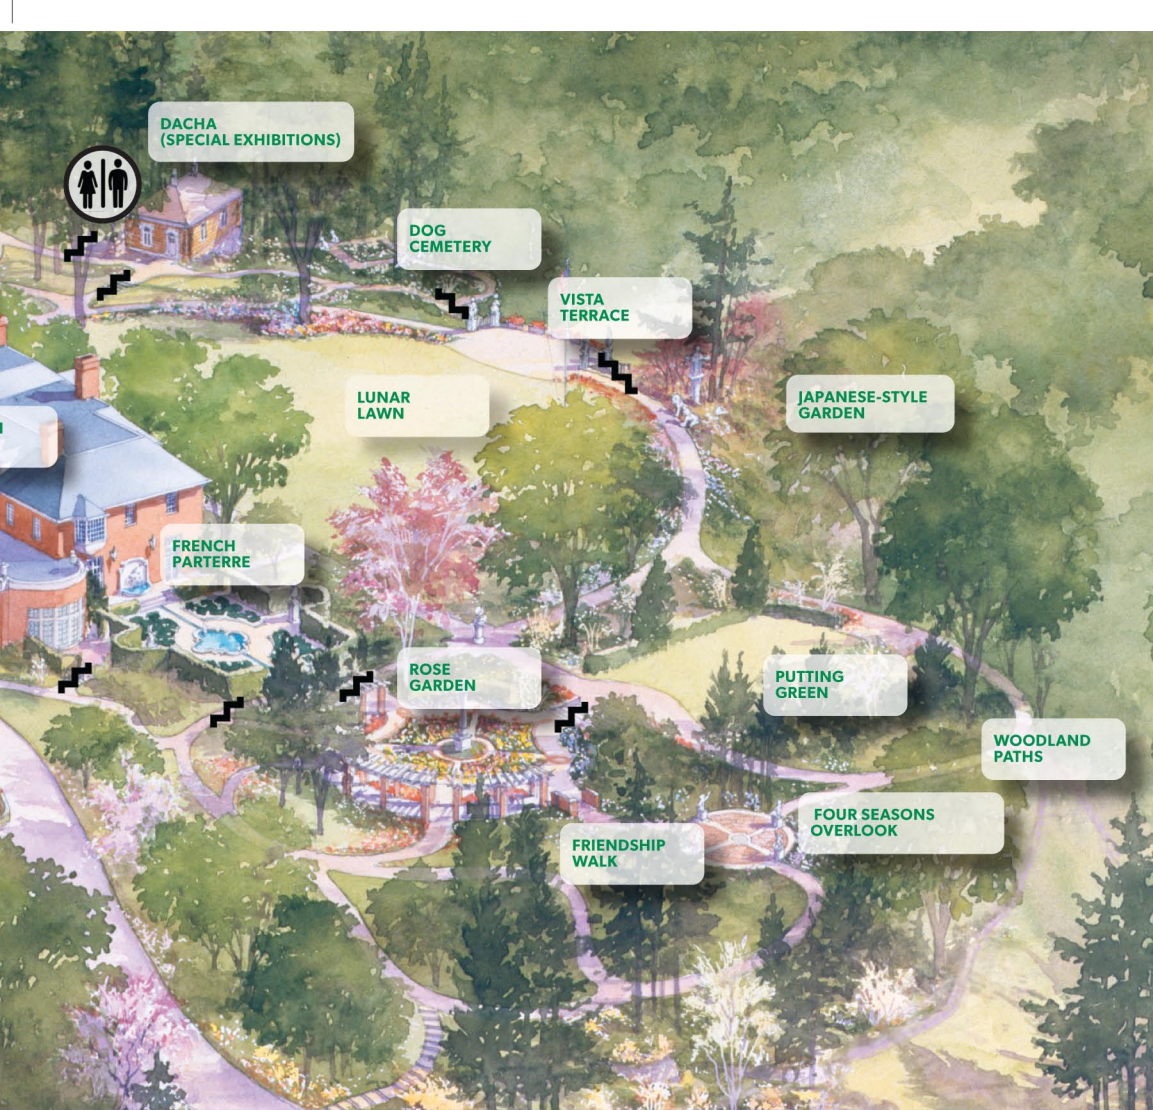 DACHA
(SPECIAL EXHIBITIONS)
DOG
CEMETERY
VISTA
TERRACE
LUNAR
LAWN
JAPANESE-STYLE
GARDEN
FRENCH
PARTERRE
ROSE
GARDEN
PUTTING
GREEN
WOODLAND
PATHS
FOUR SEASONS
OVERLOOK
FRIENDSHIP
WALK